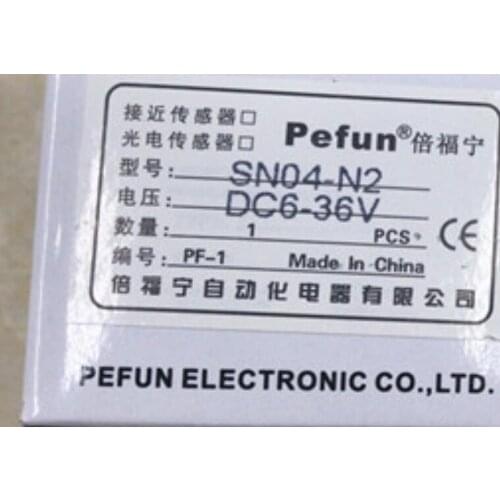 接近传感器□
光电传感器□ Pefun®倍福宁
型号: SN04-N2
电压: DC6-36V
数量: 1 PCS CE
编号: PF-1 Made In China
倍福宁自动化电器有限公司
PEFUN ELECTRONIC CO.,LTD.